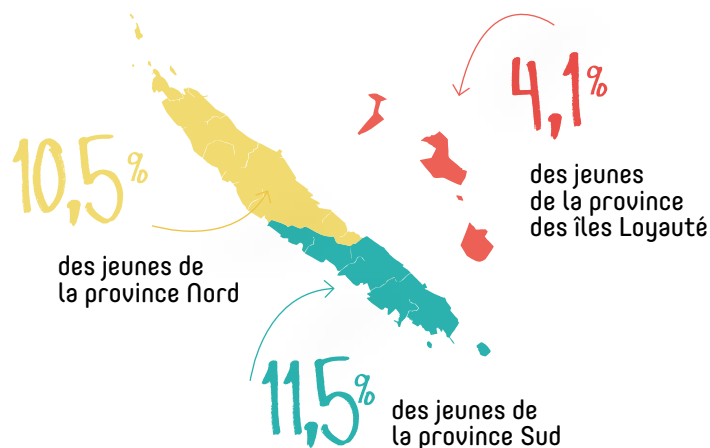 4,1%
des jeunes
de la province
des îles Loyauté
10,5%
des jeunes de
la province Nord
11,5%
des jeunes de
la province Sud